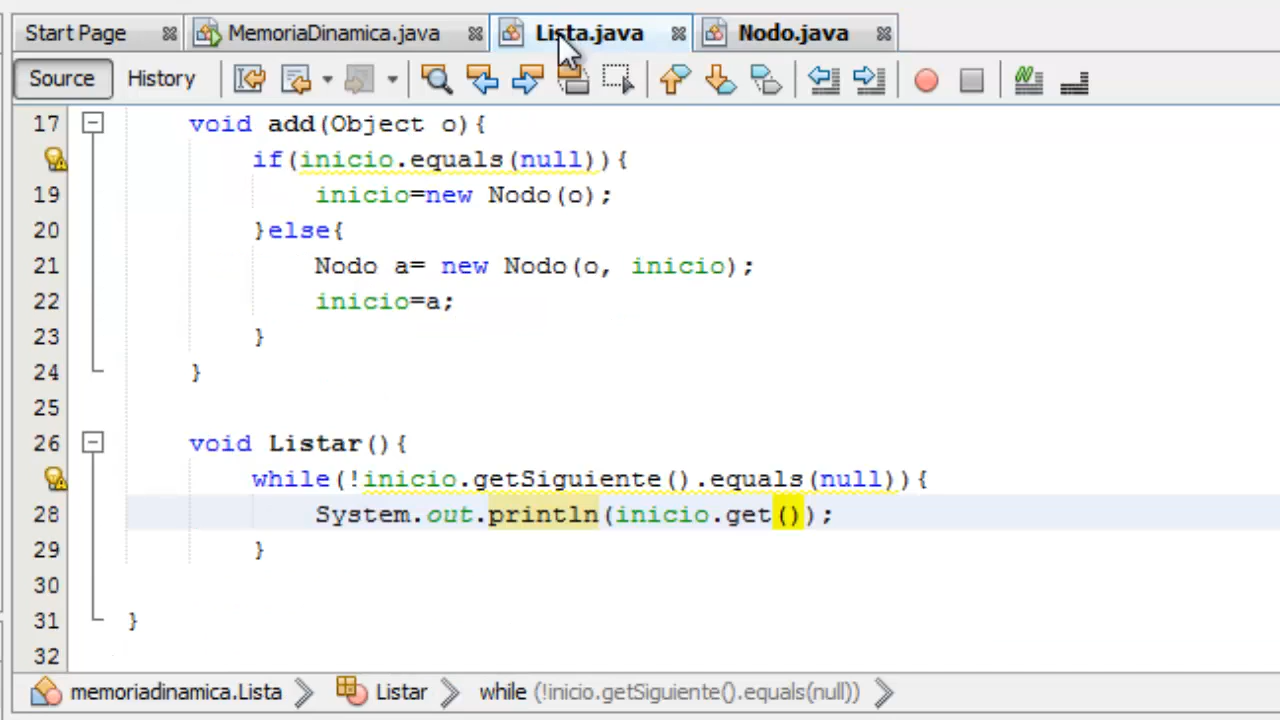 Start Page MemoriaDinamica.java Lista.java Nodo.java
Source History
17 void add(Object o){
if(inicio.equals(null)){
19 inicio=new Nodo(o);
20 }else{
21 Nodo a= new Nodo(o, inicio);
22 inicio=a;
23 }
24 }
25
26 void Listar(){
while(!inicio.getSiguiente().equals(null)){
28 System.out.println(inicio.get());
29 }
30
31 }
32
memoriadinamica.Lista Listar while (!inicio.getSiguiente().equals(null))